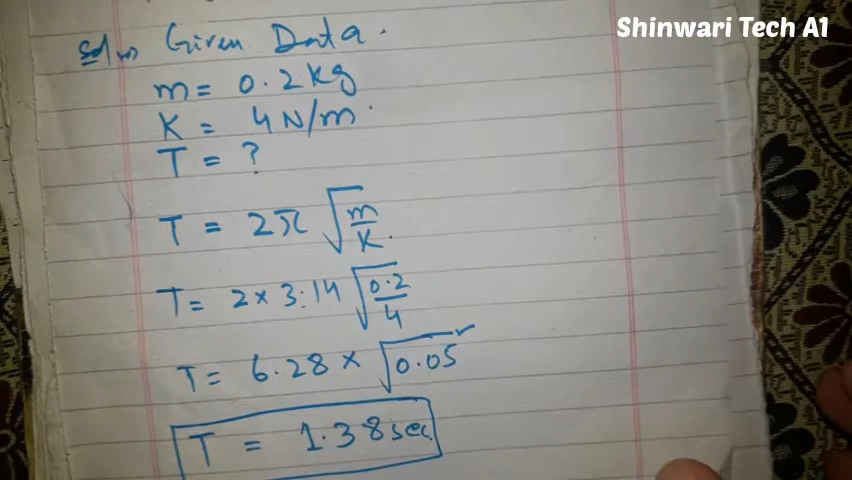 Shinwari Tech A1
Soln Given Data.
m = 0.2kg
K = 4N/m.
T = ?
T = 2π √m/K.
T = 2 × 3.14 √0.2/4
T = 6.28 × √0.05
T = 1.38sec